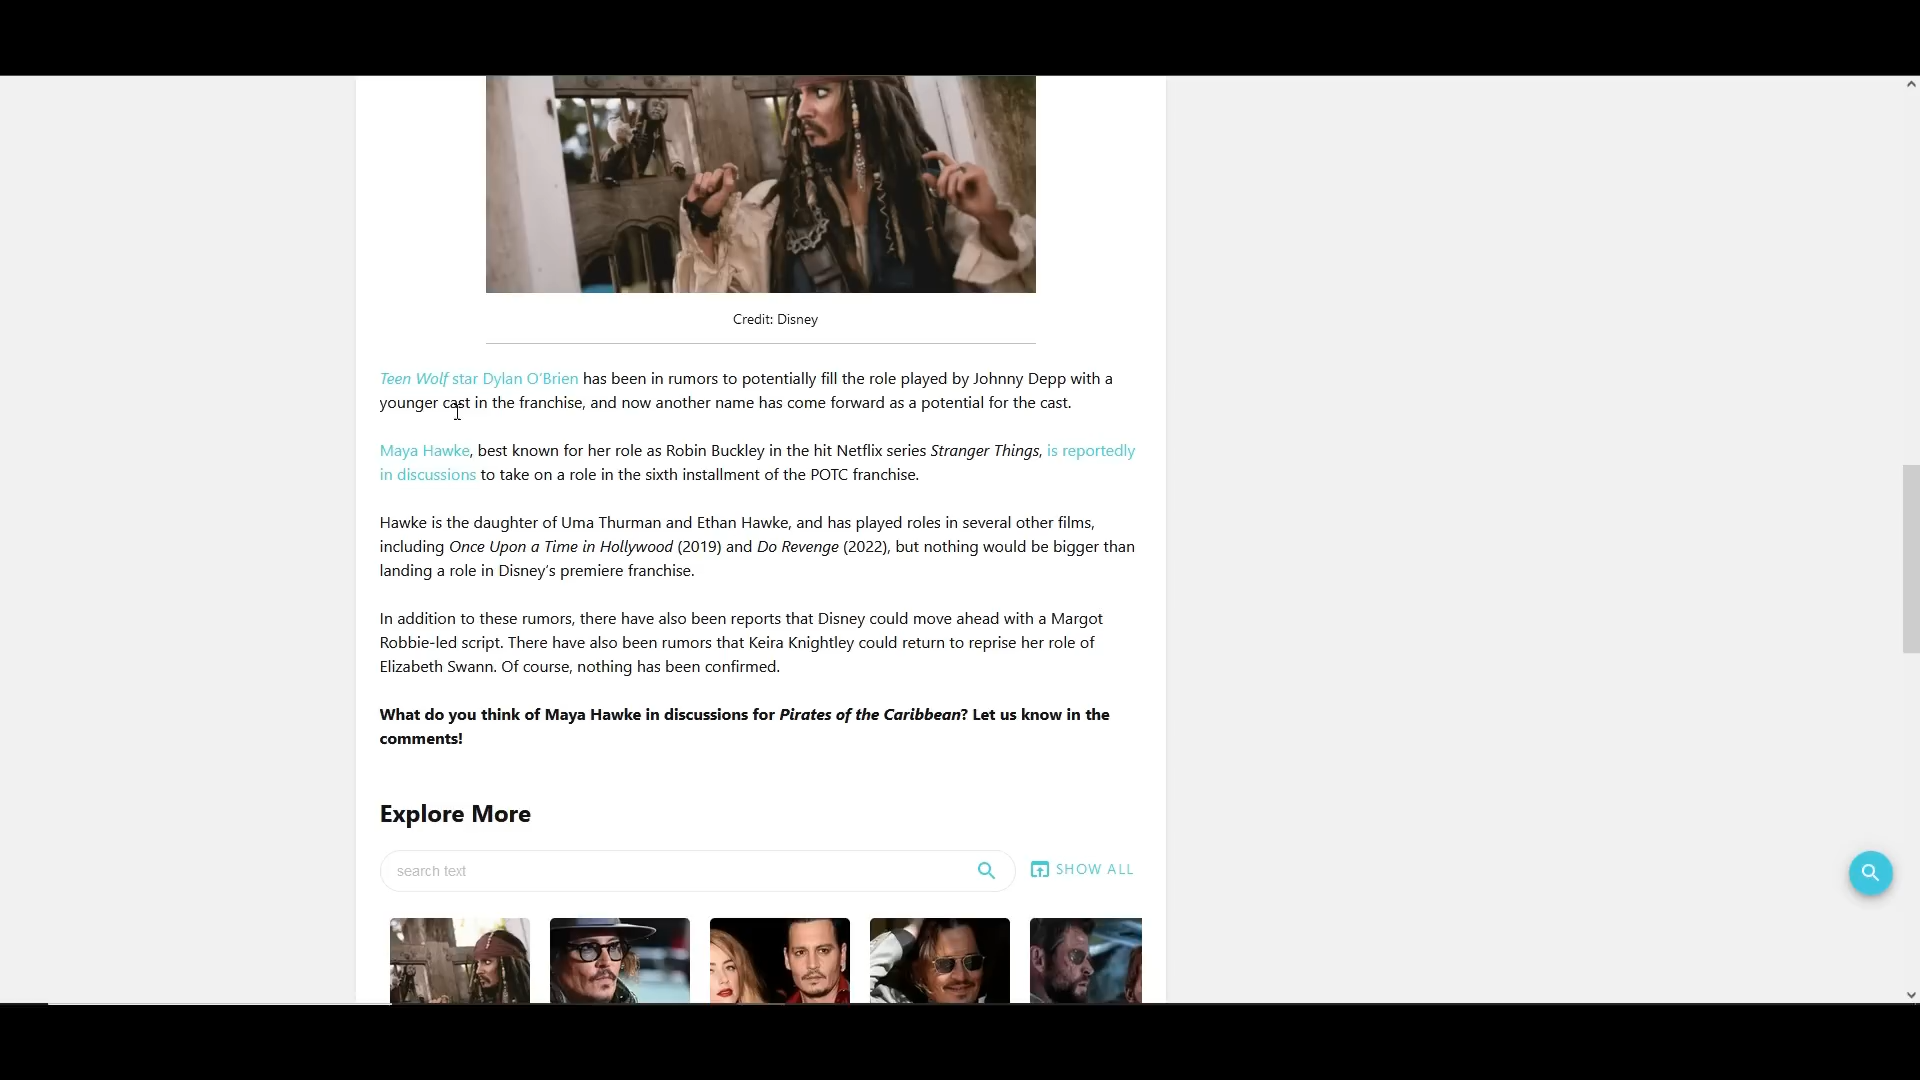 Credit: Disney
Teen Wolf star Dylan O’Brien has been in rumors to potentially fill the role played by Johnny Depp with a
younger cast in the franchise, and now another name has come forward as a potential for the cast.
Maya Hawke, best known for her role as Robin Buckley in the hit Netflix series Stranger Things, is reportedly
in discussions to take on a role in the sixth installment of the POTC franchise.
Hawke is the daughter of Uma Thurman and Ethan Hawke, and has played roles in several other films,
including Once Upon a Time in Hollywood (2019) and Do Revenge (2022), but nothing would be bigger than
landing a role in Disney’s premiere franchise.
In addition to these rumors, there have also been reports that Disney could move ahead with a Margot
Robbie-led script. There have also been rumors that Keira Knightley could return to reprise her role of
Elizabeth Swann. Of course, nothing has been confirmed.
What do you think of Maya Hawke in discussions for Pirates of the Caribbean? Let us know in the
comments!
Explore More
search text
SHOW ALL